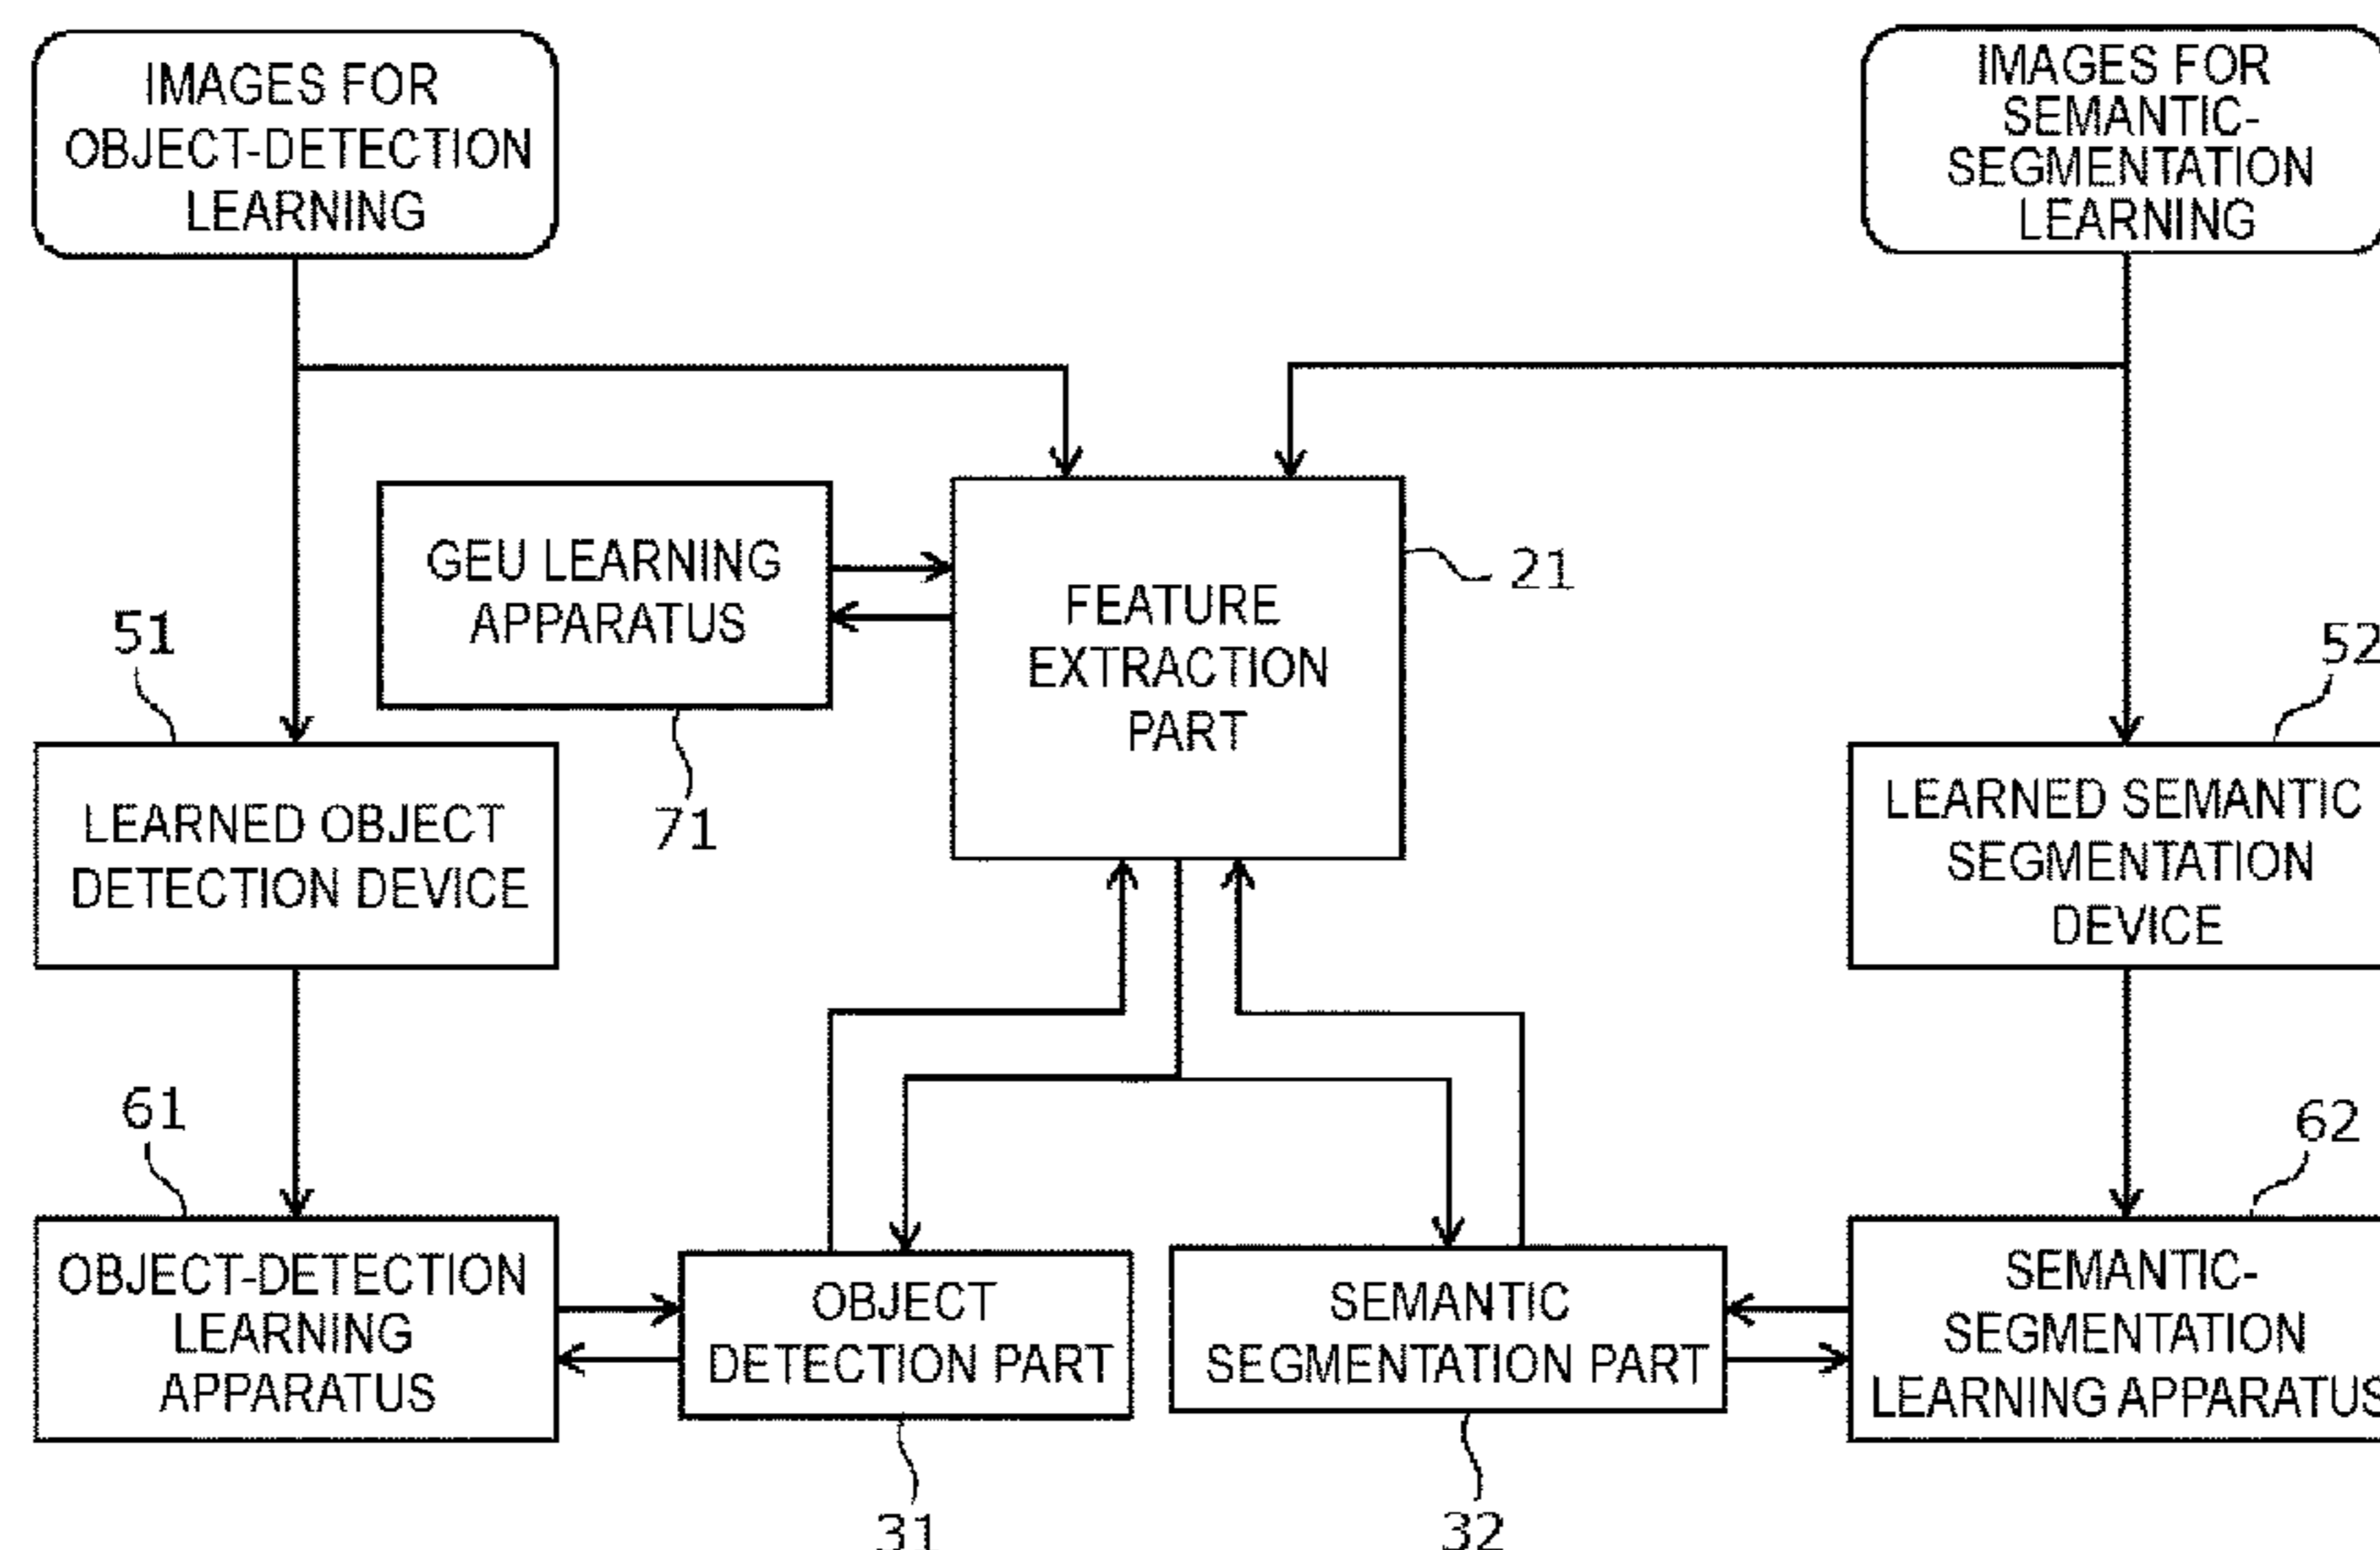 IMAGES FOR
OBJECT-DETECTION
LEARNING
IMAGES FOR
SEMANTIC-
SEGMENTATION
LEARNING
GEU LEARNING
APPARATUS
71
FEATURE
EXTRACTION
PART
21
51
LEARNED OBJECT
DETECTION DEVICE
52
LEARNED SEMANTIC
SEGMENTATION
DEVICE
61
OBJECT-DETECTION
LEARNING
APPARATUS
OBJECT
DETECTION PART
31
SEMANTIC
SEGMENTATION PART
32
62
SEMANTIC-
SEGMENTATION
LEARNING APPARATUS